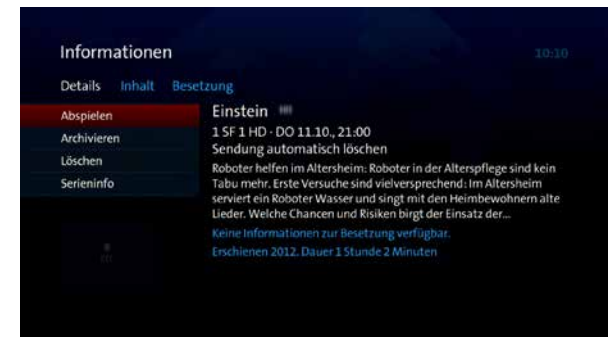 Informationen
10:10
Details Inhalt Besetzung
Abspielen
Archivieren
Löschen
Serieninfo
Einstein
1 SF 1 HD · DO 11.10., 21:00
Sendung automatisch löschen
Roboter helfen im Altersheim: Roboter in der Alterspflege sind kein
Tabu mehr. Erste Versuche sind vielversprechend: Im Altersheim
serviert ein Roboter Wasser und singt mit den Heimbewohnern alte
Lieder. Welche Chancen und Risiken birgt der Einsatz der...
Keine Informationen zur Besetzung verfügbar.
Erschienen 2012. Dauer 1 Stunde 2 Minuten